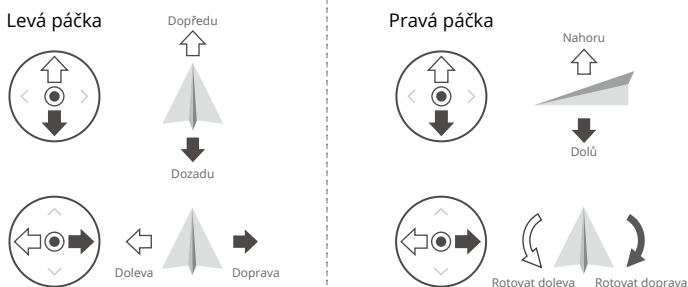 Levá páčka
Dopředu
Dozadu
Doleva
Doprava
Pravá páčka
Nahoru
Dolů
Rotovat doleva
Rotovat doprava